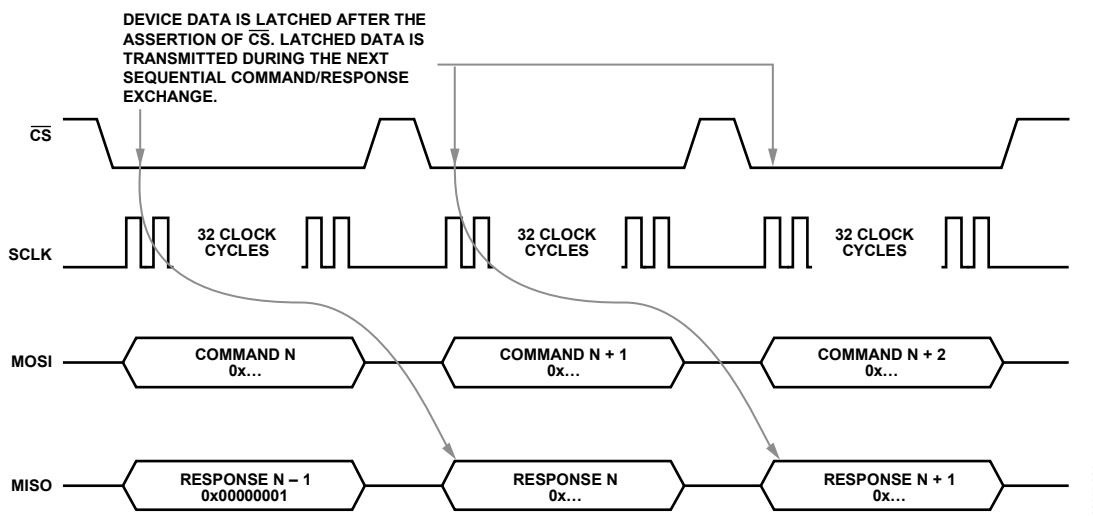 DEVICE DATA IS LATCHED AFTER THE
ASSERTION OF C̅S̅. LATCHED DATA IS
TRANSMITTED DURING THE NEXT
SEQUENTIAL COMMAND/RESPONSE
EXCHANGE.
C̅S̅
SCLK
32 CLOCK
CYCLES
32 CLOCK
CYCLES
32 CLOCK
CYCLES
MOSI
COMMAND N
0x…
COMMAND N + 1
0x…
COMMAND N + 2
0x…
MISO
RESPONSE N – 1
0x00000001
RESPONSE N
0x…
RESPONSE N + 1
0x…